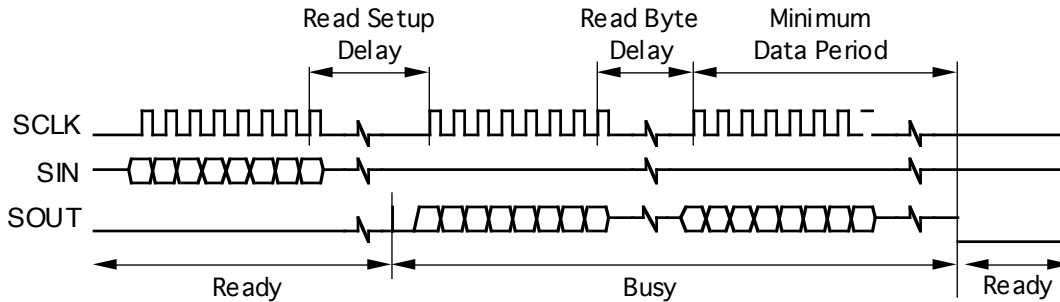 Read Setup
Delay
Read Byte
Delay
Minimum
Data Period
SCLK
SIN
SOUT
Ready
Busy
Ready